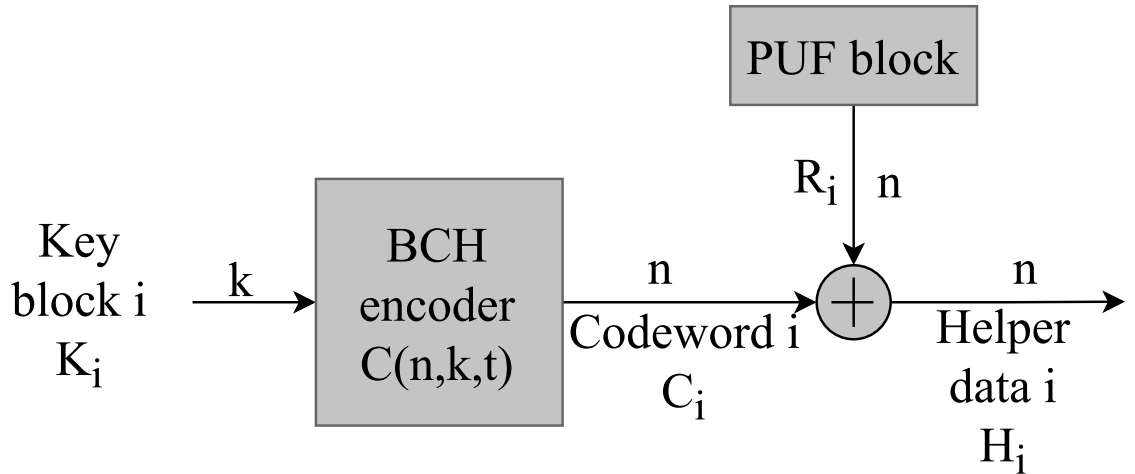 PUF block
R_i n
Key
block i
K_i
k
BCH
encoder
C(n,k,t)
n
Codeword i
C_i
n
Helper
data i
H_i